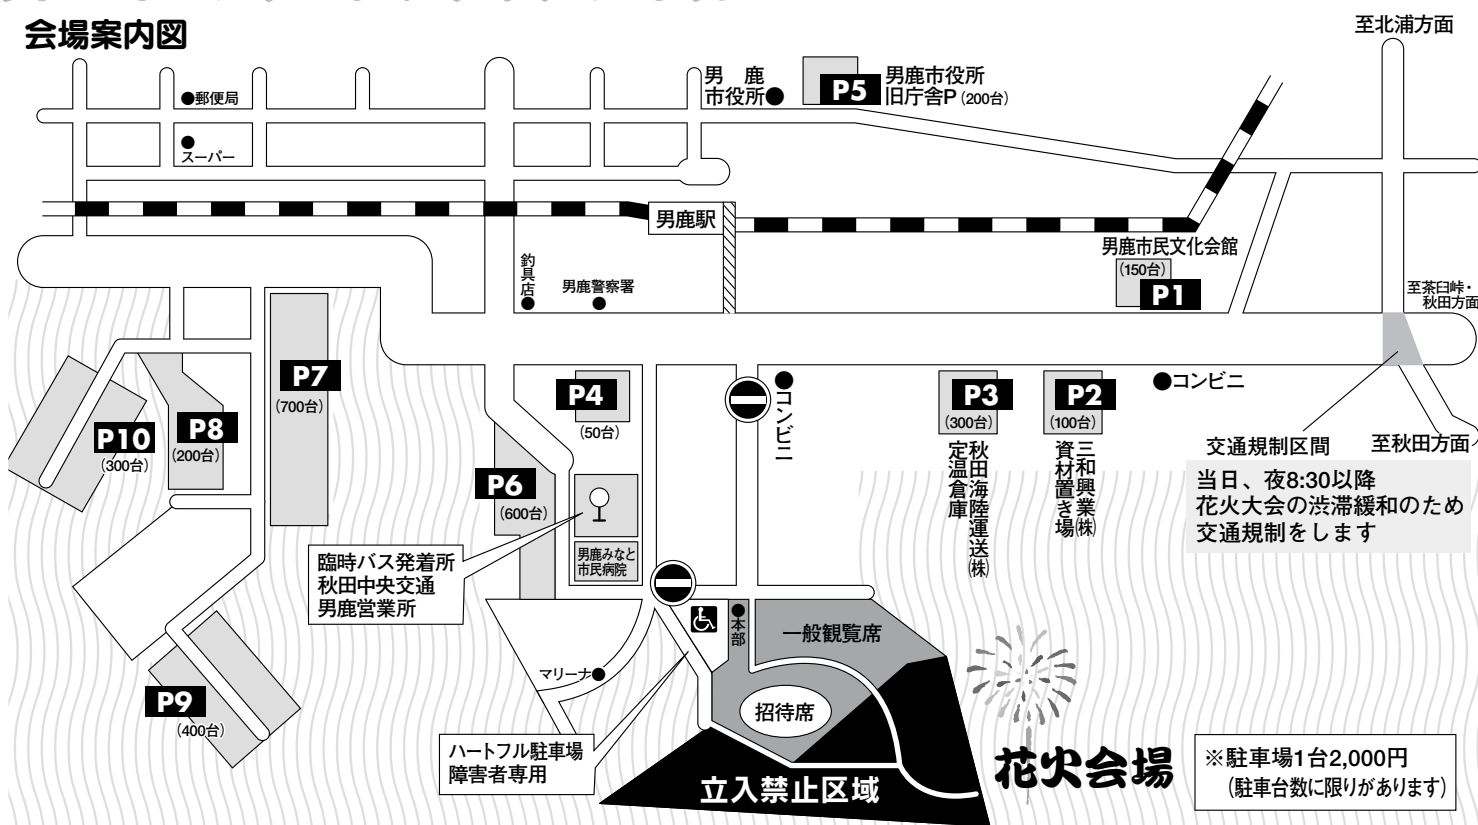 会場案内図
至北浦方面
●郵便局
スーパー
男鹿
市役所●
P5
男鹿市役所
旧庁舎P(200台)
男鹿駅
釣具店
男鹿警察署
男鹿市民文化会館
(150台)
P1
至茶臼峠・
秋田方面
P7
(700台)
P10
(300台)
P8
(200台)
P4
(50台)
●コンビニ
P3
(300台)
秋田海陸運送㈱
定温倉庫
P2
(100台)
三和興業㈱
資材置き場
●コンビニ
交通規制区間
至秋田方面
当日、夜8:30以降
花火大会の渋滞緩和のため
交通規制をします
P6
(600台)
臨時バス発着所
秋田中央交通
男鹿営業所
男鹿みなと
市民病院
●本部
一般観覧席
招待席
マリーナ●
P9
(400台)
ハートフル駐車場
障害者専用
立入禁止区域
花火会場
※駐車場1台2,000円
(駐車台数に限りがあります)